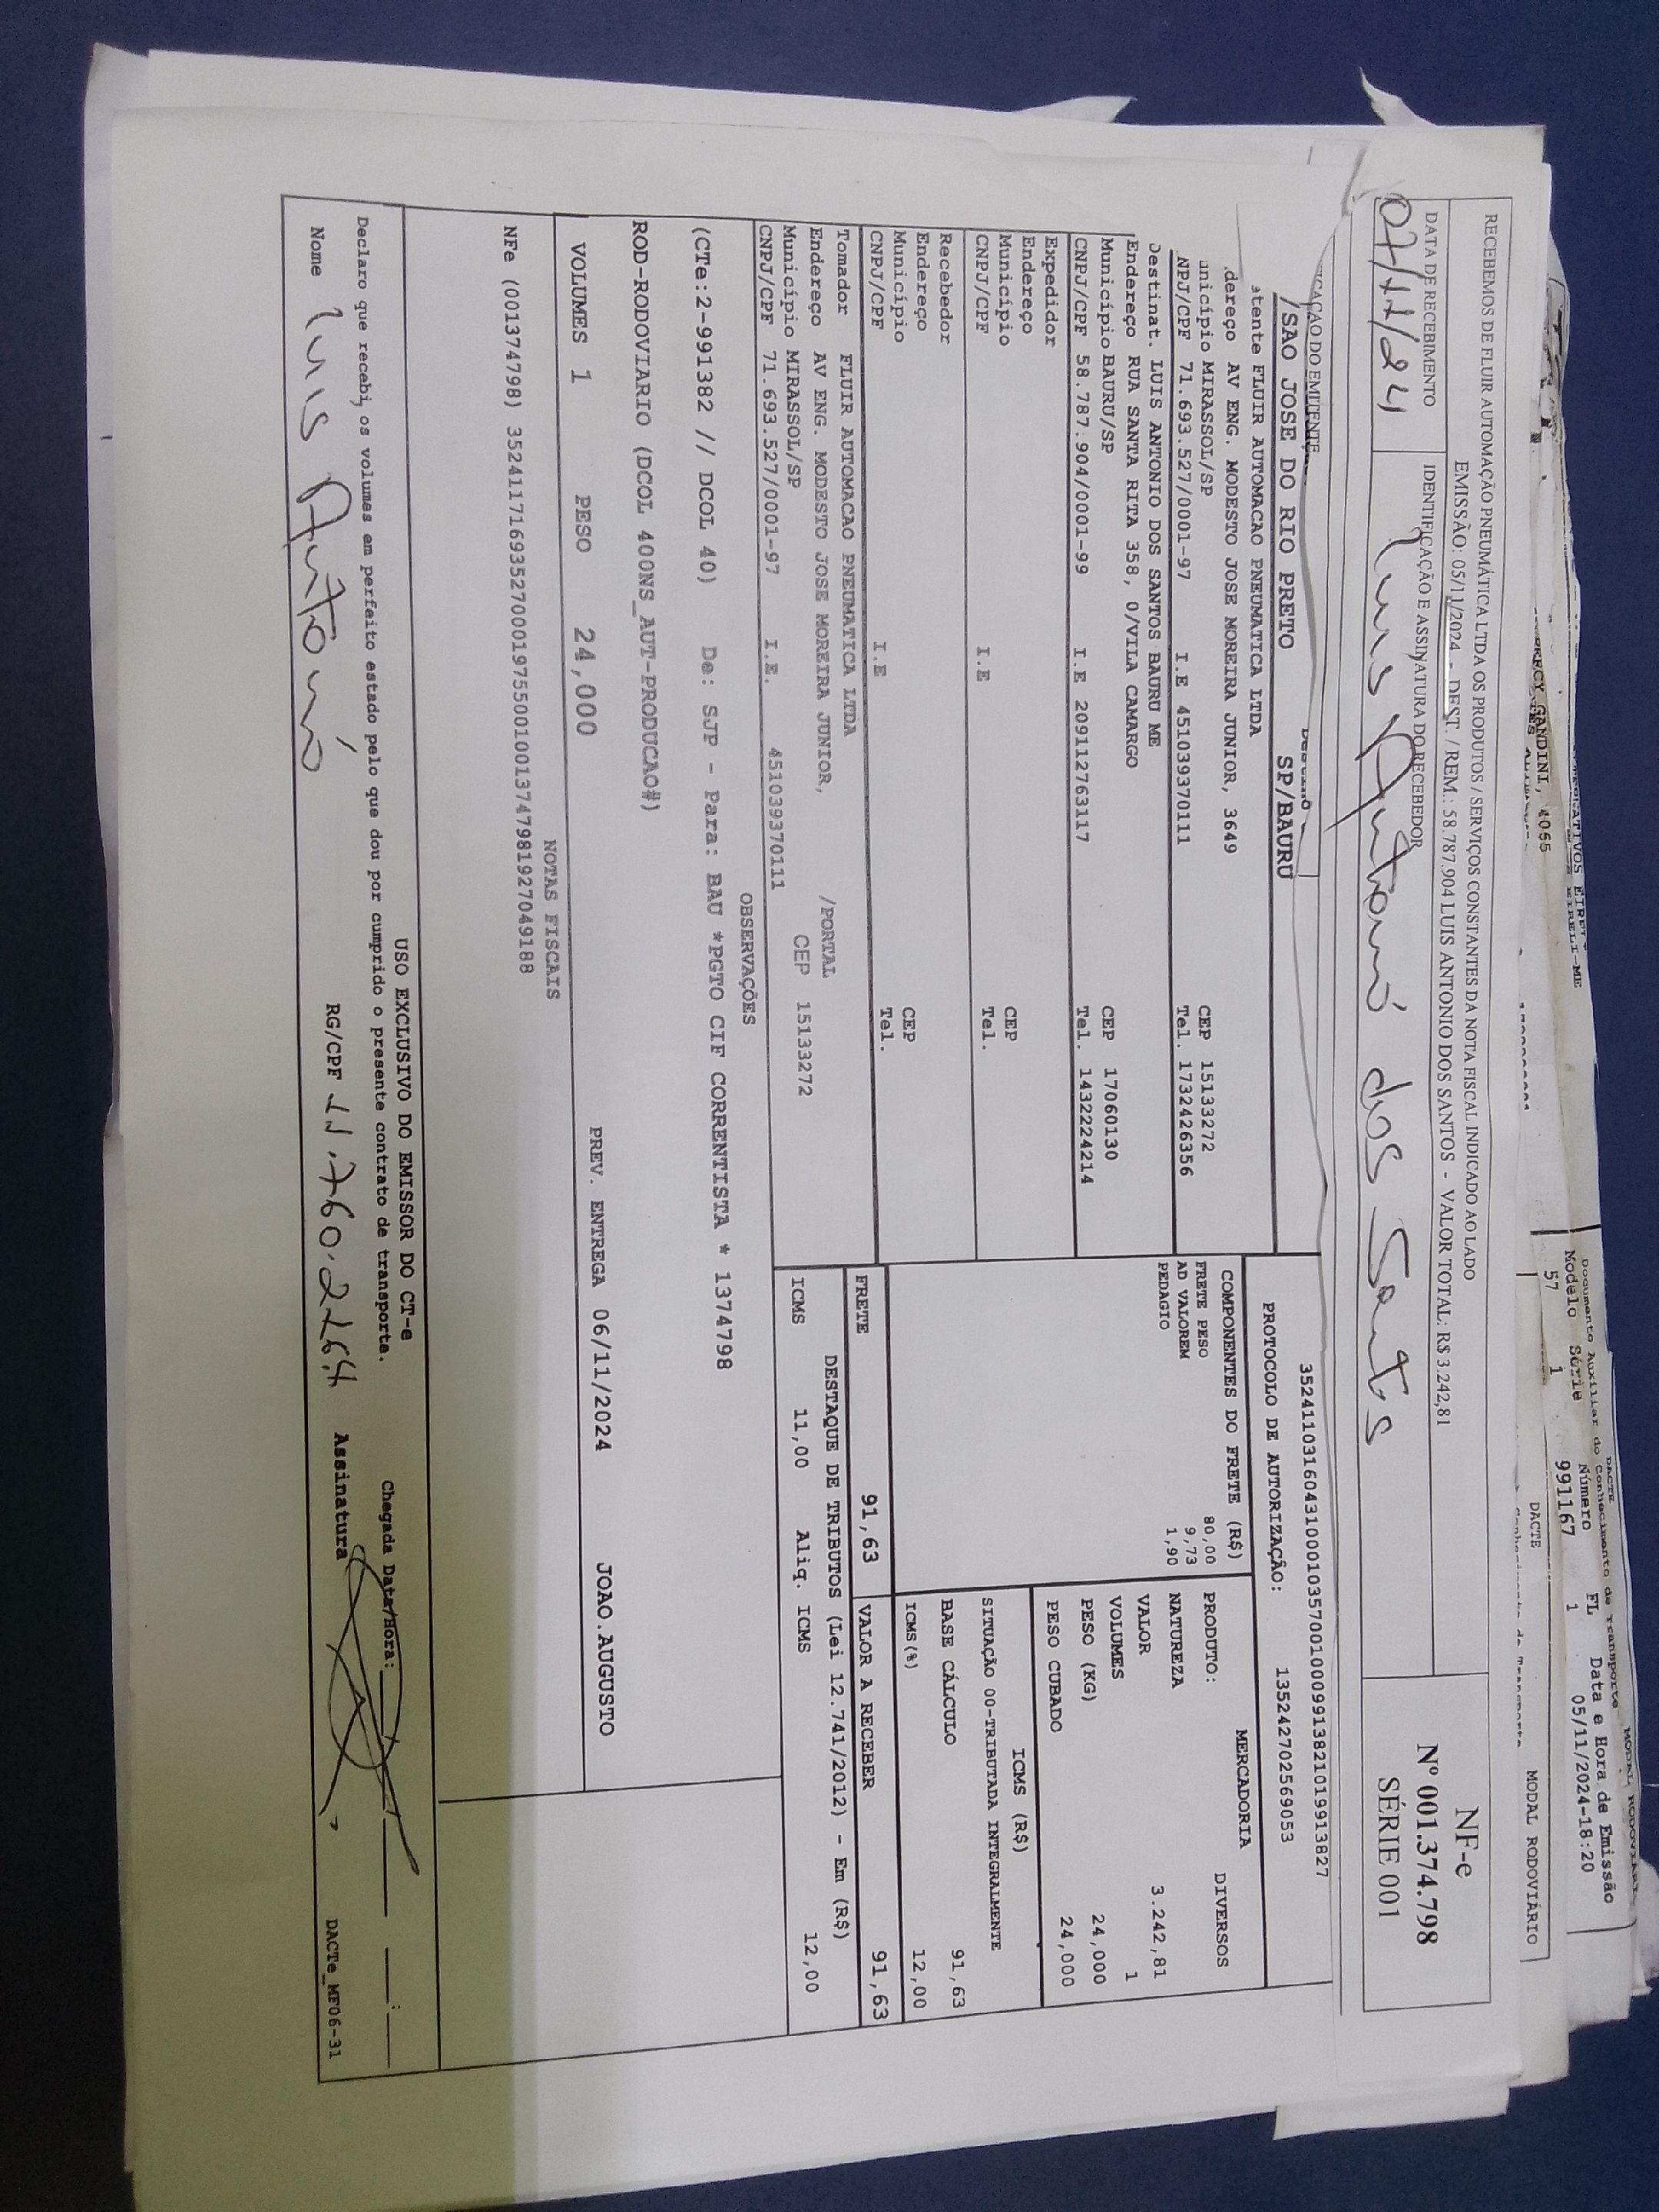 PERCY GANDINI, 4055
DACTE
Documento Auxiliar do Conhecimento de Transporte
Modelo Série Número FL Data e Hora de Emissão
57 1 991167 1 05/11/2024-18:20
DACTE MODAL RODOVIÁRIO
RECEBEMOS DE FLUIR AUTOMAÇÃO PNEUMÁTICA LTDA OS PRODUTOS / SERVIÇOS CONSTANTES DA NOTA FISCAL INDICADO AO LADO
EMISSÃO: 05/11/2024 - DEST. / REM.: 58.787.904 LUIS ANTONIO DOS SANTOS - VALOR TOTAL: R$ 3.242,81
DATA DE RECEBIMENTO IDENTIFICAÇÃO E ASSINATURA DO RECEBEDOR
07/11/24 Luis Antonio dos Santos
NF-e
Nº 001.374.798
SÉRIE 001
/SAO JOSE DO RIO PRETO SP/BAURU
35241103160431000103570010009913821019913827
PROTOCOLO DE AUTORIZAÇÃO: 135242702569053
etente FLUIR AUTOMACAO PNEUMATICA LTDA
dereço AV ENG. MODESTO JOSE MOREIRA JUNIOR, 3649
unicípio MIRASSOL/SP CEP 15133272
NPJ/CPF 71.693.527/0001-97 I.E 451039370111 Tel. 1732426356
Destinat. LUIS ANTONIO DOS SANTOS BAURU ME
Endereço RUA SANTA RITA 358, 0/VILA CAMARGO
Município BAURU/SP CEP 17060130
CNPJ/CPF 58.787.904/0001-99 I.E 209112763117 Tel. 1432224214
Expedidor
Endereço
Município CEP
CNPJ/CPF I.E Tel.
Recebedor
Endereço
Município CEP
CNPJ/CPF I.E Tel.
Tomador FLUIR AUTOMACAO PNEUMATICA LTDA
Endereço AV ENG. MODESTO JOSE MOREIRA JUNIOR, /PORTAL
Município MIRASSOL/SP CEP 15133272
CNPJ/CPF 71.693.527/0001-97 I.E. 451039370111
COMPONENTES DO FRETE (R$)
FRETE PESO 80,00
AD VALOREM 9,73
PEDAGIO 1,90
MERCADORIA
PRODUTO: DIVERSOS
NATUREZA
VALOR 3.242,81
VOLUMES 1
PESO (KG) 24,000
PESO CUBADO 24,000
ICMS (R$)
SITUAÇÃO 00-TRIBUTADA INTEGRALMENTE
BASE CÁLCULO 91,63
ICMS(%) 12,00
FRETE 91,63 VALOR A RECEBER 91,63
DESTAQUE DE TRIBUTOS (Lei 12.741/2012) - Em (R$)
ICMS 11,00 Aliq. ICMS 12,00
OBSERVAÇÕES
(CTe:2-991382 // DCOL 40) De: SJP - Para: BAU *PGTO CIF CORRENTISTA * 1374798
ROD-RODOVIARIO (DCOL 400NS_AUT-PRODUCAO#)
VOLUMES 1 PESO 24,000 PREV. ENTREGA 06/11/2024 JOAO.AUGUSTO
NOTAS FISCAIS
NFe (001374798) 35241171693527000197550010013747981927049188
USO EXCLUSIVO DO EMISSOR DO CT-e
Declaro que recebi, os volumes em perfeito estado pelo que dou por cumprido o presente contrato de transporte. Chegada Data/Hora: :
Nome Luis Antonio RG/CPF 11.760.226 Assinatura
DACTe_MF06-31